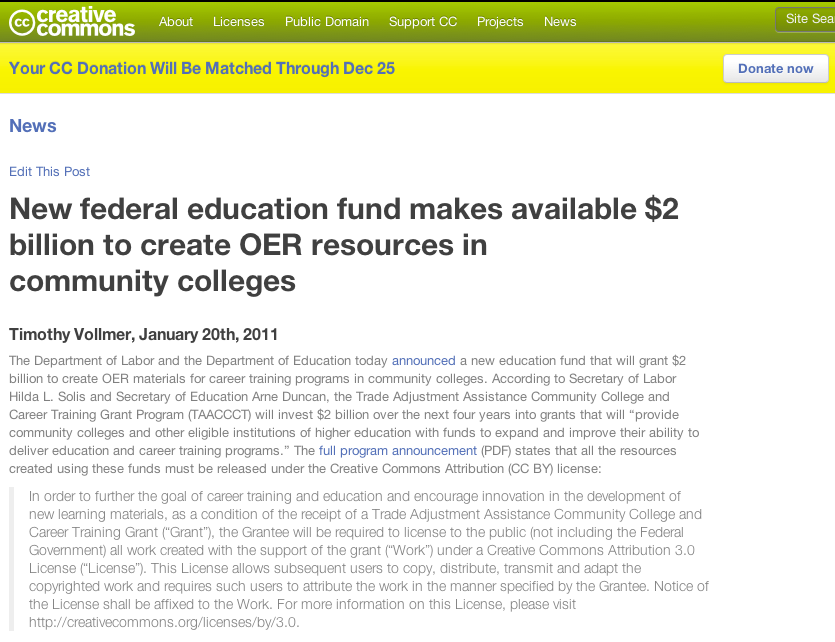 cc creative commons
About Licenses Public Domain Support CC Projects News
Site Sea
Your CC Donation Will Be Matched Through Dec 25
Donate now
News
Edit This Post
New federal education fund makes available $2
billion to create OER resources in
community colleges
Timothy Vollmer, January 20th, 2011
The Department of Labor and the Department of Education today announced a new education fund that will grant $2
billion to create OER materials for career training programs in community colleges. According to Secretary of Labor
Hilda L. Solis and Secretary of Education Arne Duncan, the Trade Adjustment Assistance Community College and
Career Training Grant Program (TAACCCT) will invest $2 billion over the next four years into grants that will “provide
community colleges and other eligible institutions of higher education with funds to expand and improve their ability to
deliver education and career training programs.” The full program announcement (PDF) states that all the resources
created using these funds must be released under the Creative Commons Attribution (CC BY) license:
In order to further the goal of career training and education and encourage innovation in the development of
new learning materials, as a condition of the receipt of a Trade Adjustment Assistance Community College and
Career Training Grant (“Grant”), the Grantee will be required to license to the public (not including the Federal
Government) all work created with the support of the grant (“Work”) under a Creative Commons Attribution 3.0
License (“License”). This License allows subsequent users to copy, distribute, transmit and adapt the
copyrighted work and requires such users to attribute the work in the manner specified by the Grantee. Notice of
the License shall be affixed to the Work. For more information on this License, please visit
http://creativecommons.org/licenses/by/3.0.